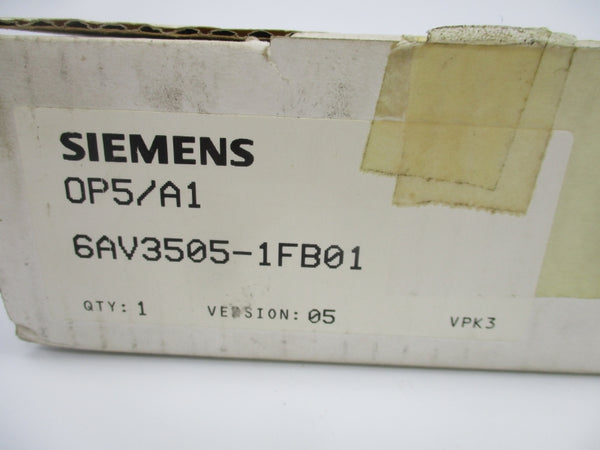 SIEMENS
OP5/A1
6AV3505-1FB01
QTY: 1 VERSION: 05 VPK3